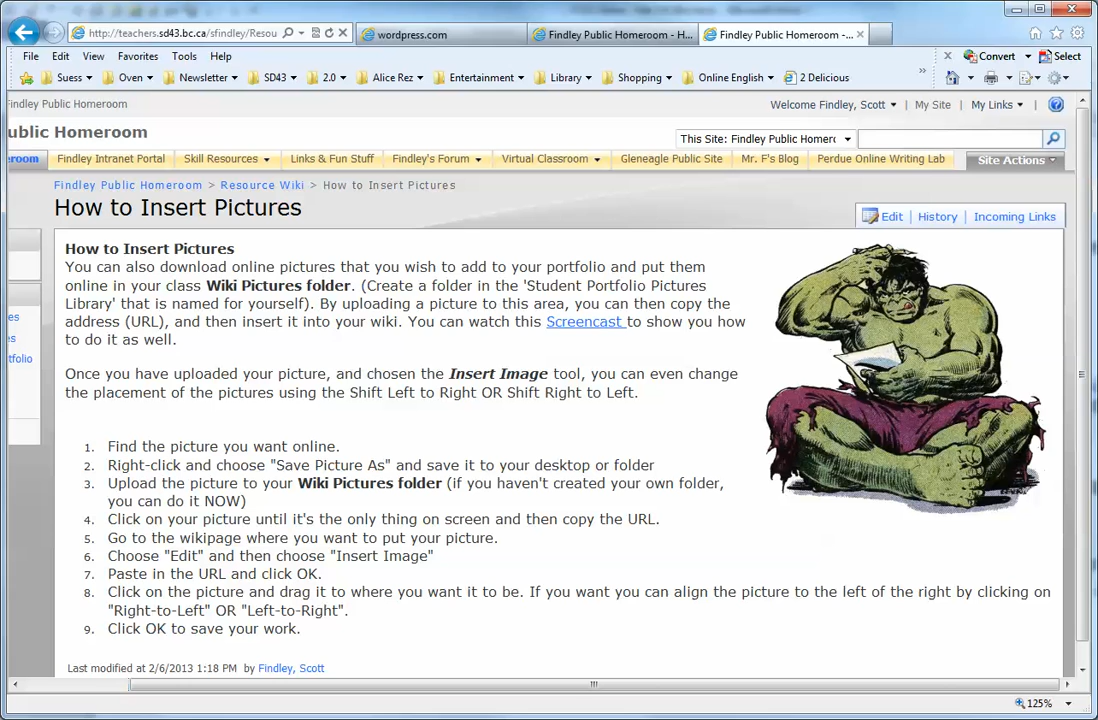 http://teachers.sd43.bc.ca/sfindley/Resou
wordpress.com
Findley Public Homeroom - H...
Findley Public Homeroom -...
File Edit View Favorites Tools Help
Convert Select
Suess Oven Newsletter SD43 2.0 Alice Rez Entertainment Library Shopping Online English 2 Delicious
Findley Public Homeroom
Welcome Findley, Scott My Site My Links
ublic Homeroom
This Site: Findley Public Homerc
eroom Findley Intranet Portal Skill Resources Links & Fun Stuff Findley's Forum Virtual Classroom Gleneagle Public Site Mr. F's Blog Perdue Online Writing Lab Site Actions
Findley Public Homeroom > Resource Wiki > How to Insert Pictures
How to Insert Pictures
Edit History Incoming Links
How to Insert Pictures
You can also download online pictures that you wish to add to your portfolio and put them
online in your class Wiki Pictures folder. (Create a folder in the 'Student Portfolio Pictures
Library' that is named for yourself). By uploading a picture to this area, you can then copy the
address (URL), and then insert it into your wiki. You can watch this Screencast to show you how
to do it as well.
es
es
tfolio
Once you have uploaded your picture, and chosen the Insert Image tool, you can even change
the placement of the pictures using the Shift Left to Right OR Shift Right to Left.
1. Find the picture you want online.
2. Right-click and choose "Save Picture As" and save it to your desktop or folder
3. Upload the picture to your Wiki Pictures folder (if you haven't created your own folder,
you can do it NOW)
4. Click on your picture until it's the only thing on screen and then copy the URL.
5. Go to the wikipage where you want to put your picture.
6. Choose "Edit" and then choose "Insert Image"
7. Paste in the URL and click OK.
8. Click on the picture and drag it to where you want it to be. If you want you can align the picture to the left of the right by clicking on
"Right-to-Left" OR "Left-to-Right".
9. Click OK to save your work.
Last modified at 2/6/2013 1:18 PM by Findley, Scott
125%